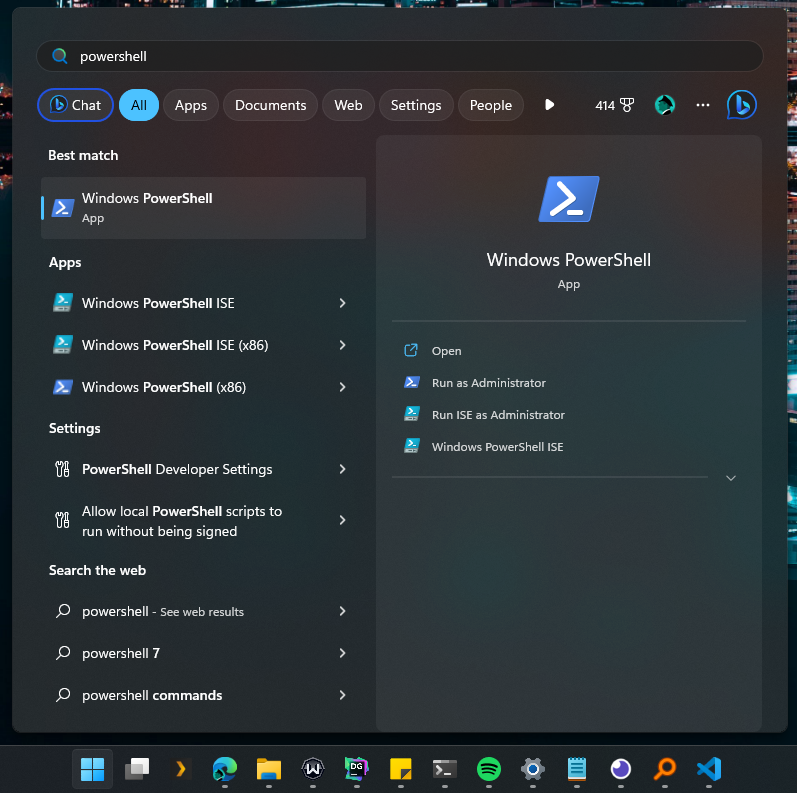 powershell
Chat
All
Apps
Documents
Web
Settings
People
414
Best match
Windows PowerShell
App
Apps
Windows PowerShell ISE
Windows PowerShell ISE (x86)
Windows PowerShell (x86)
Settings
PowerShell Developer Settings
Allow local PowerShell scripts to
run without being signed
Search the web
powershell - See web results
powershell 7
powershell commands
Windows PowerShell
App
Open
Run as Administrator
Run ISE as Administrator
Windows PowerShell ISE
DG